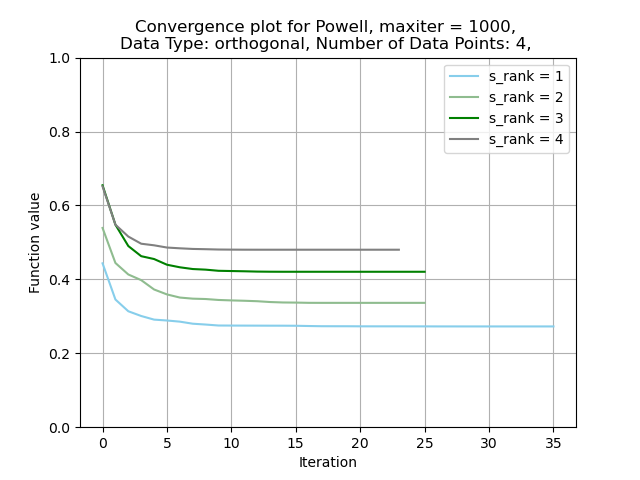 Convergence plot for Powell, maxiter = 1000,
Data Type: orthogonal, Number of Data Points: 4,
1.0
0.8
0.6
0.4
0.2
0.0
Function value
s_rank = 1
s_rank = 2
s_rank = 3
s_rank = 4
0 5 10 15 20 25 30 35
Iteration